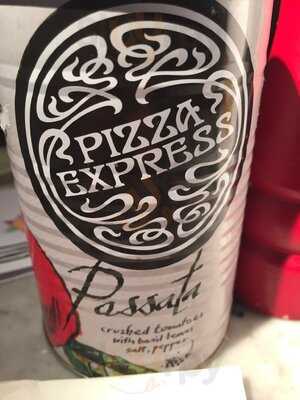 PIZZA
EXPRESS
Passata
crushed tomatoes
with basil leaves
salt, pepper